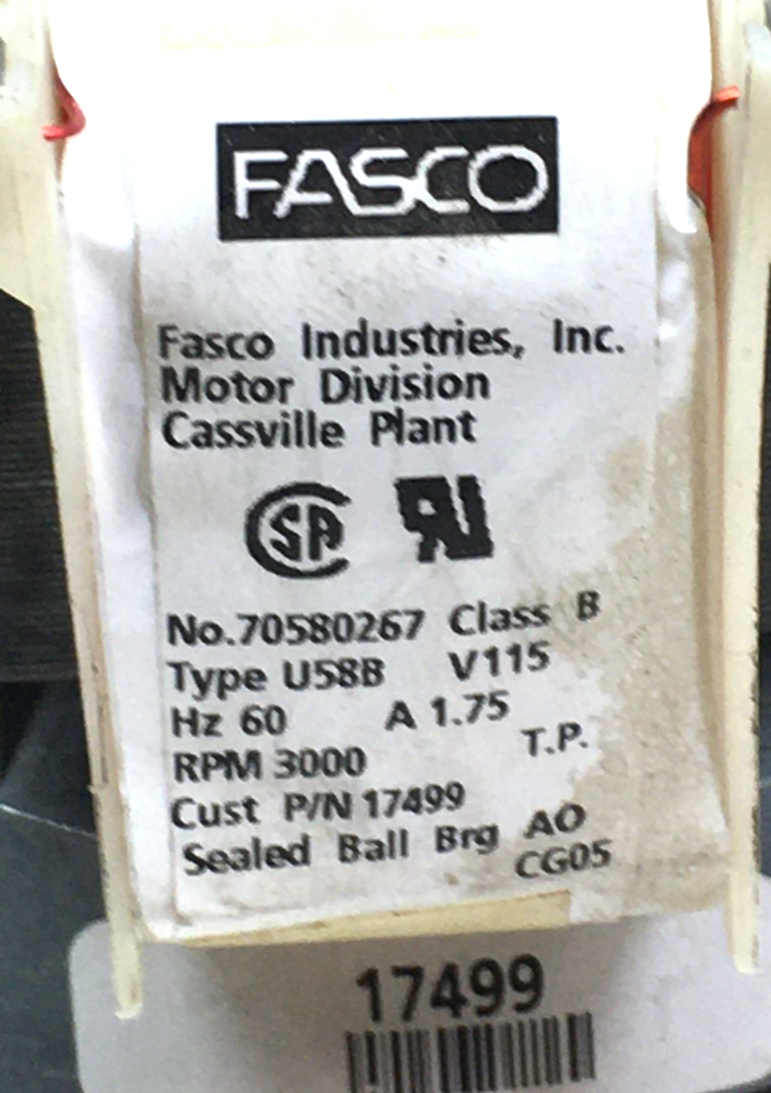 FASCO
Fasco Industries, Inc.
Motor Division
Cassville Plant
No.70580267 Class B
Type U58B V115
Hz 60 A 1.75
RPM 3000 T.P.
Cust P/N 17499
Sealed Ball Brg AO
CG05
17499